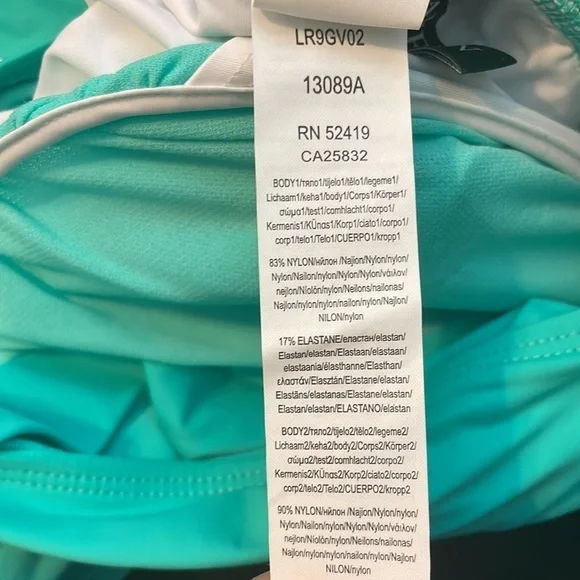 LR9GV02
13089A
RN 52419
CA25832
BODY1/тяло1/tijelo1/tělo1/legeme1/
Lichaam1/keha1/body1/Corps1/Körper1/
σώμα1/test1/comhlacht1/corpo1/
Kermenis1/KŪnas1/Korp1/ciato1/corpo1/
corp1/telo1/Telo1/CUERPO1/kropp1
83% NYLON/нйлон /Najlon/Nylon/nylon/
Nylon/Nailon/nylon/Nylon/Nylon/νάιλον/
nejlon/Níolón/nylon/Neilons/nailonas/
Najlon/nylon/nylon/nailon/nylon/Najlon/
NILON/nylon
17% ELASTANE/еластан/elastan/
Elastan/elastan/Elastaan/elastaan/
elastaania/élasthanne/Elasthan/
ελαστάν/Elasztán/Elastane/elastan/
Elastāns/elastanas/Elastane/elastan/
Elastan/elastan/ELASTANO/elastan
BODY2/тяло2/tijelo2/tělo2/legeme2/
Lichaam2/keha2/body2/Corps2/Körper2/
σώμα2/test2/comhlacht2/corpo2/
Kermenis2/KŪnas2/Korp2/ciato2/corpo2/
corp2/telo2/Telo2/CUERPO2/kropp2
90% NYLON/нйлон /Najlon/Nylon/nylon/
Nylon/Nailon/nylon/Nylon/Nylon/νάιλον/
nejlon/Níolón/nylon/Neilons/nailonas/
Najlon/nylon/nylon/nailon/nylon/Najlon/
NILON/nylon